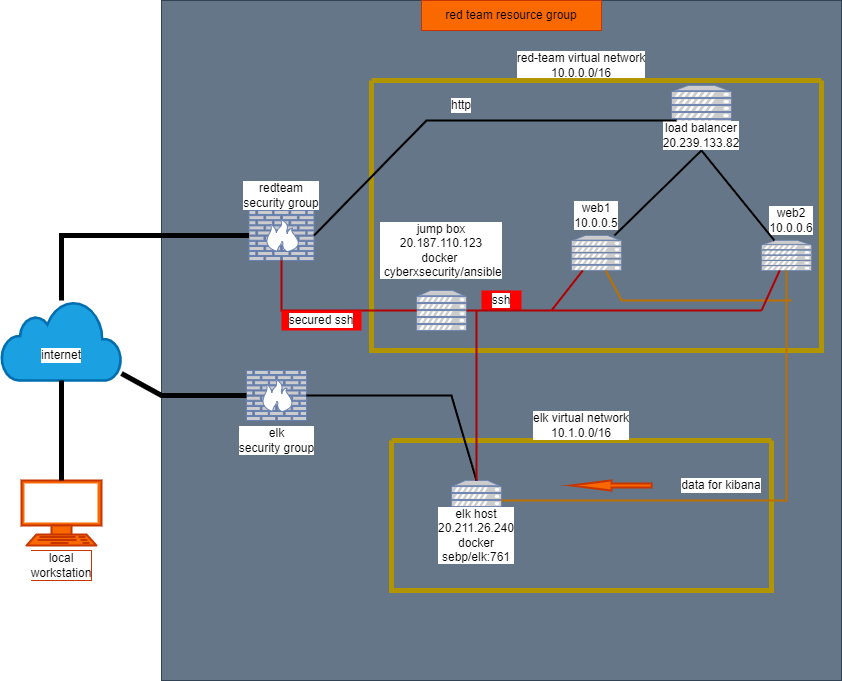 red team resource group
red-team virtual network
10.0.0.0/16
http
load balancer
20.239.133.82
redteam
security group
web1
10.0.0.5
web2
10.0.0.6
jump box
20.187.110.123
docker
cyberxsecurity/ansible
ssh
secured ssh
internet
elk
security group
elk virtual network
10.1.0.0/16
data for kibana
elk host
20.211.26.240
docker
sebp/elk:761
local
workstation